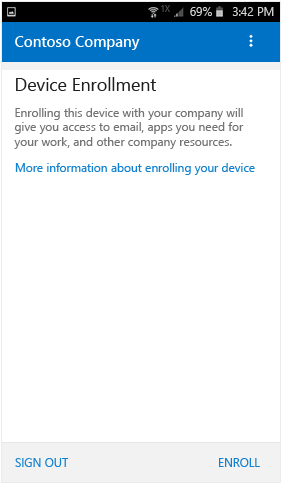 1X 69% 3:42 PM
Contoso Company
Device Enrollment
Enrolling this device with your company will
give you access to email, apps you need for
your work, and other company resources.
More information about enrolling your device
SIGN OUT ENROLL